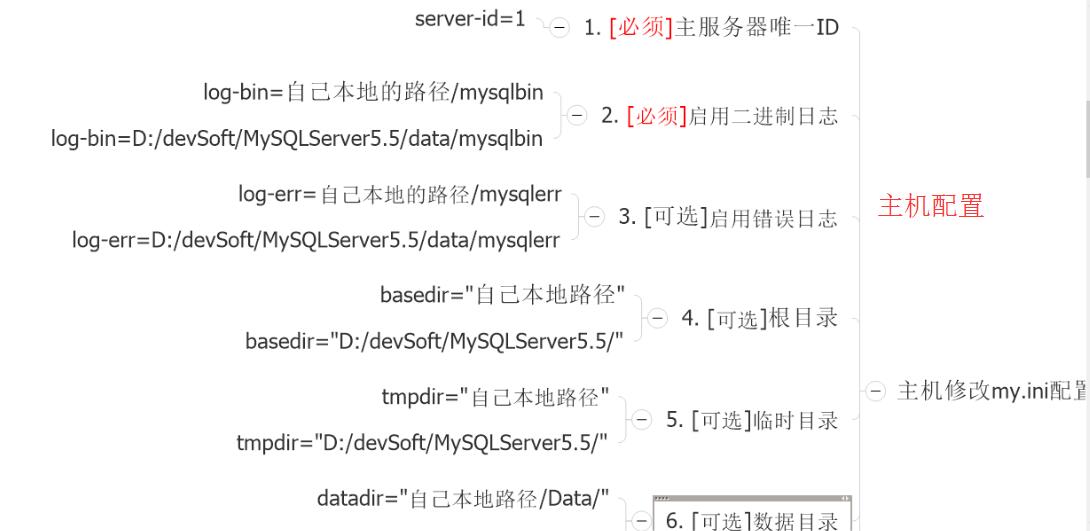 server-id=1
1. [必须]主服务器唯一ID
log-bin=自己本地的路径/mysqlbin
2. [必须]启用二进制日志
log-bin=D:/devSoft/MySQLServer5.5/data/mysqlbin
log-err=自己本地的路径/mysqlerr
主机配置
3. [可选]启用错误日志
log-err=D:/devSoft/MySQLServer5.5/data/mysqlerr
basedir="自己本地路径"
4. [可选]根目录
basedir="D:/devSoft/MySQLServer5.5/"
主机修改my.ini配置
tmpdir="自己本地路径"
5. [可选]临时目录
tmpdir="D:/devSoft/MySQLServer5.5/"
datadir="自己本地路径/Data/"
6. [可选]数据目录